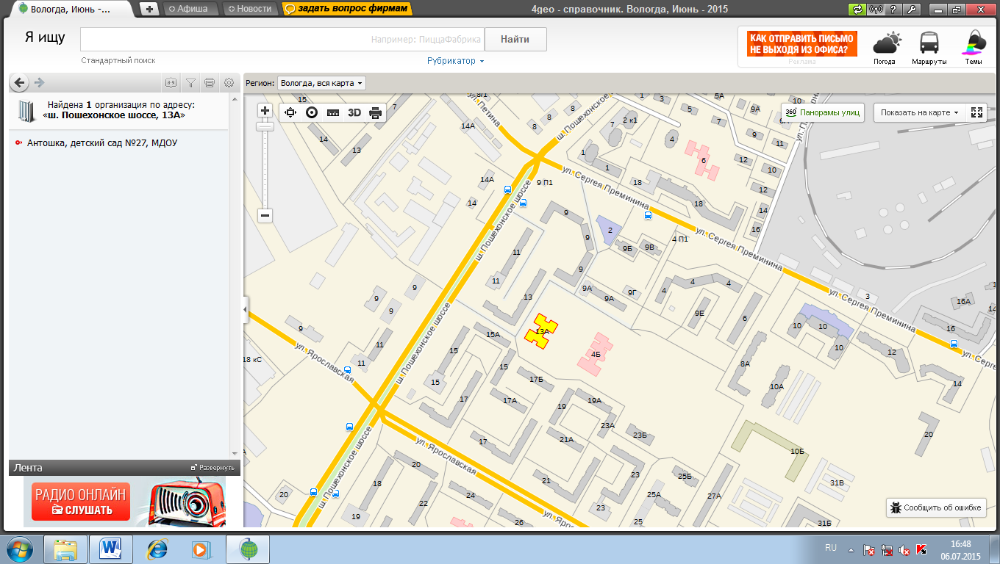 Вологда, Июнь -...
Афиша
Новости
задать вопрос фирмам
4geo - справочник. Вологда, Июнь - 2015
Я ищу
Например: ПиццаФабрика
Найти
Стандартный поиск
Рубрикатор
КАК ОТПРАВИТЬ ПИСЬМО
НЕ ВЫХОДЯ ИЗ ОФИСА?
Реклама
Погода
Маршруты
Темы
Найдена 1 организация по адресу:
«ш. Пошехонское шоссе, 13А»
Антошка, детский сад №27, МДОУ
Регион:
Вологда, вся карта
3D
360°
Панорамы улиц
Показать на карте
ул. Петина
ш. Пошехонское
ш. Пошехонское шоссе
ш. Пошехонское шоссе
ш. Пошехонское шоссе
ул. Сергея Преминина
ул. Сергея Преминина
ул. Сергея Преминина
ул. Серге
ул. Ярославская
ул. Ярославская
ул. Яро
15
8/1
7
14А
14
13
8
8
8
7
2 к1
1
3
5А
9А
10
7
9
11
4
6
12
10
1
1
18
18
12
14
16
14А
14
9 П1
9
9
9
2
9Б
9В
4 П1
11
11
13
9А
9А
9Г
4
4
4
9Е
6
3
16А
16
10
10
10
12
14
9
9
9
9
11
11
18 кС
13А
4Б
15А
15
15
15
17Б
17А
17
17
19
19А
23А
23Б
21А
21
8А
10А
10Б
20
31В
31Б
20
18
22
24
26
19
20
23
23
25А
25Б
25
27А
Сообщить об ошибке
Лента
Развернуть
РАДИО ОНЛАЙН
СЛУШАТЬ
RU
16:48
06.07.2015